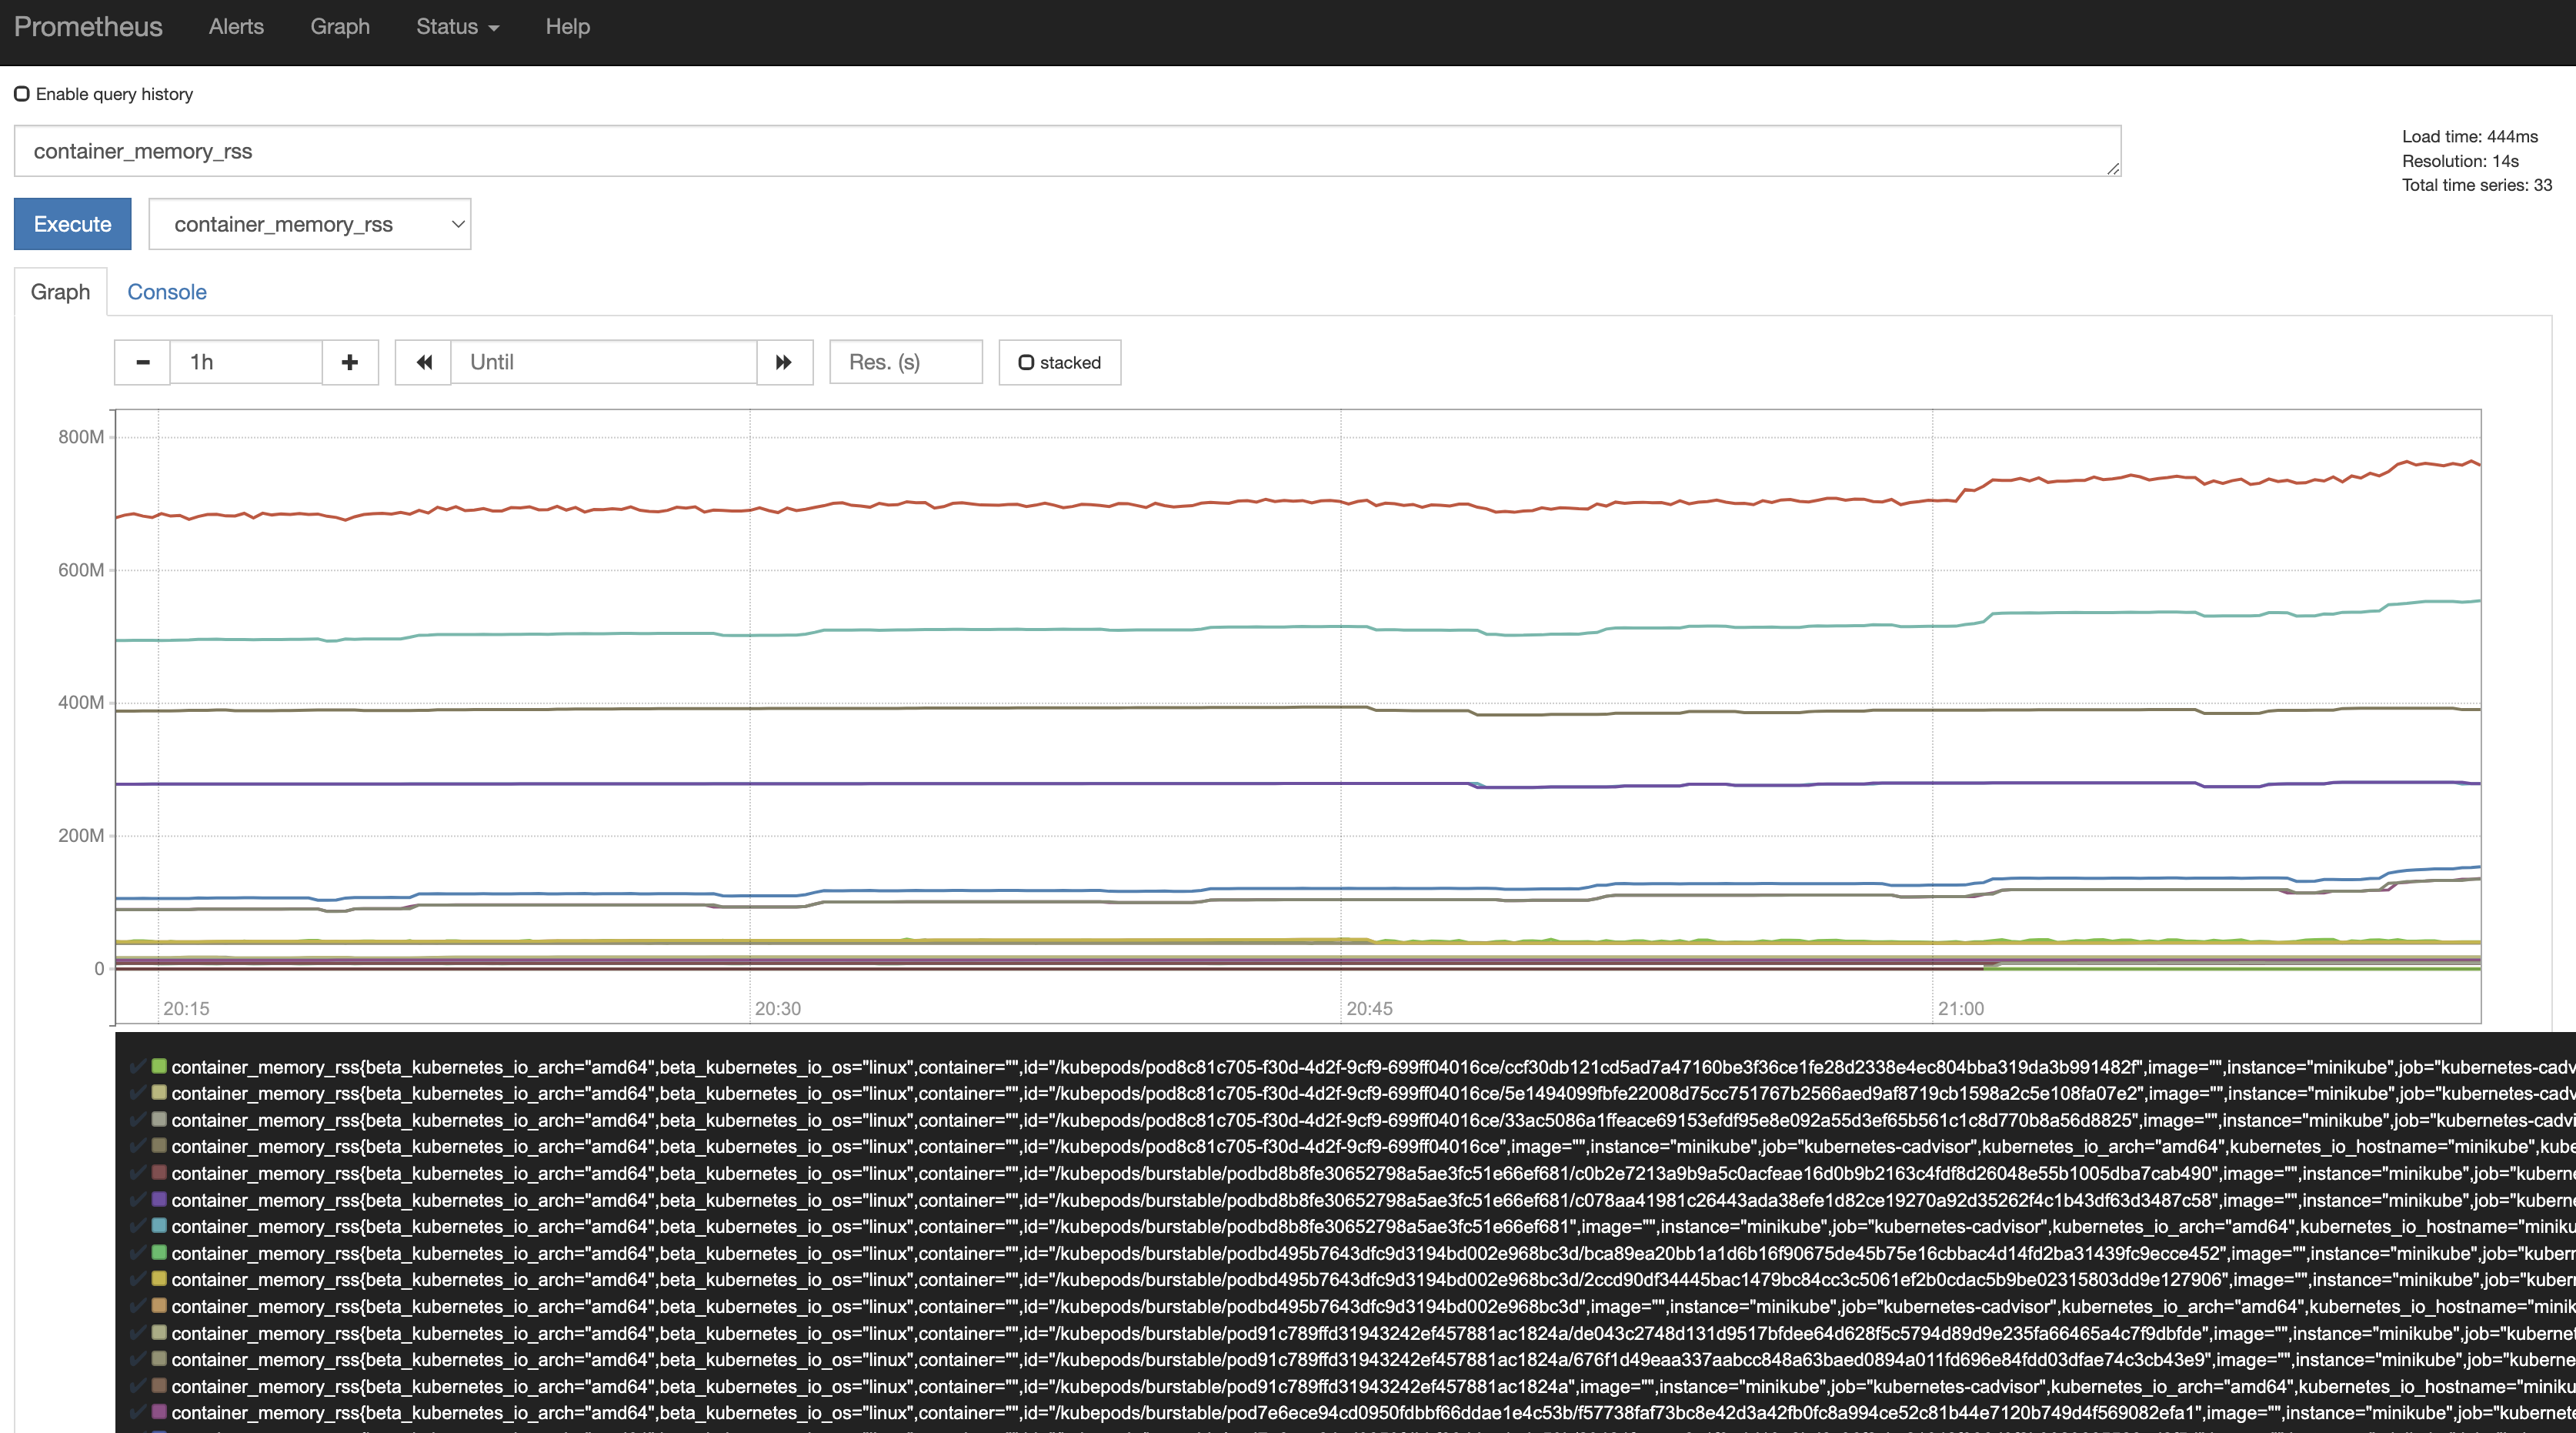 Prometheus Alerts Graph Status Help
Enable query history
container_memory_rss
Load time: 444ms
Resolution: 14s
Total time series: 33
Execute container_memory_rss
Graph Console
1h Until Res. (s) stacked
800M
600M
400M
200M
0
20:15 20:30 20:45 21:00
container_memory_rss{beta_kubernetes_io_arch="amd64",beta_kubernetes_io_os="linux",container="",id="/kubepods/pod8c81c705-f30d-4d2f-9cf9-699ff04016ce/ccf30db121cd5ad7a47160be3f36ce1fe28d2338e4ec804bba319da3b991482f",image="",instance="minikube",job="kubernetes-cadv
container_memory_rss{beta_kubernetes_io_arch="amd64",beta_kubernetes_io_os="linux",container="",id="/kubepods/pod8c81c705-f30d-4d2f-9cf9-699ff04016ce/5e1494099fbfe22008d75cc751767b2566aed9af8719cb1598a2c5e108fa07e2",image="",instance="minikube",job="kubernetes-cadv
container_memory_rss{beta_kubernetes_io_arch="amd64",beta_kubernetes_io_os="linux",container="",id="/kubepods/pod8c81c705-f30d-4d2f-9cf9-699ff04016ce/33ac5086a1ffeace69153efdf95e8e092a55d3ef65b561c1c8d770b8a56d8825",image="",instance="minikube",job="kubernetes-cadvi
container_memory_rss{beta_kubernetes_io_arch="amd64",beta_kubernetes_io_os="linux",container="",id="/kubepods/pod8c81c705-f30d-4d2f-9cf9-699ff04016ce",image="",instance="minikube",job="kubernetes-cadvisor",kubernetes_io_arch="amd64",kubernetes_io_hostname="minikube",kube
container_memory_rss{beta_kubernetes_io_arch="amd64",beta_kubernetes_io_os="linux",container="",id="/kubepods/burstable/podbd8b8fe30652798a5ae3fc51e66ef681/c0b2e7213a9b9a5c0acfeae16d0b9b2163c4fdf8d26048e55b1005dba7cab490",image="",instance="minikube",job="kuberne
container_memory_rss{beta_kubernetes_io_arch="amd64",beta_kubernetes_io_os="linux",container="",id="/kubepods/burstable/podbd8b8fe30652798a5ae3fc51e66ef681/c078aa41981c26443ada38efe1d82ce19270a92d35262f4c1b43df63d3487c58",image="",instance="minikube",job="kubernet
container_memory_rss{beta_kubernetes_io_arch="amd64",beta_kubernetes_io_os="linux",container="",id="/kubepods/burstable/podbd8b8fe30652798a5ae3fc51e66ef681",image="",instance="minikube",job="kubernetes-cadvisor",kubernetes_io_arch="amd64",kubernetes_io_hostname="miniku
container_memory_rss{beta_kubernetes_io_arch="amd64",beta_kubernetes_io_os="linux",container="",id="/kubepods/burstable/podbd495b7643dfc9d3194bd002e968bc3d/bca89ea20bb1a1d6b16f90675de45b75e16cbbac4d14fd2ba31439fc9ecce452",image="",instance="minikube",job="kubern
container_memory_rss{beta_kubernetes_io_arch="amd64",beta_kubernetes_io_os="linux",container="",id="/kubepods/burstable/podbd495b7643dfc9d3194bd002e968bc3d/2ccd90df34445bac1479bc84cc3c5061ef2b0cdac5b9be02315803dd9e127906",image="",instance="minikube",job="kuber
container_memory_rss{beta_kubernetes_io_arch="amd64",beta_kubernetes_io_os="linux",container="",id="/kubepods/burstable/podbd495b7643dfc9d3194bd002e968bc3d",image="",instance="minikube",job="kubernetes-cadvisor",kubernetes_io_arch="amd64",kubernetes_io_hostname="minik
container_memory_rss{beta_kubernetes_io_arch="amd64",beta_kubernetes_io_os="linux",container="",id="/kubepods/burstable/pod91c789ffd31943242ef457881ac1824a/de043c2748d131d9517bfdee64d628f5c5794d89d9e235fa66465a4c7f9dbfde",image="",instance="minikube",job="kubernet
container_memory_rss{beta_kubernetes_io_arch="amd64",beta_kubernetes_io_os="linux",container="",id="/kubepods/burstable/pod91c789ffd31943242ef457881ac1824a/676f1d49eaa337aabcc848a63baed0894a011fd696e84fdd03dfae74c3cb43e9",image="",instance="minikube",job="kuberne
container_memory_rss{beta_kubernetes_io_arch="amd64",beta_kubernetes_io_os="linux",container="",id="/kubepods/burstable/pod91c789ffd31943242ef457881ac1824a",image="",instance="minikube",job="kubernetes-cadvisor",kubernetes_io_arch="amd64",kubernetes_io_hostname="miniku
container_memory_rss{beta_kubernetes_io_arch="amd64",beta_kubernetes_io_os="linux",container="",id="/kubepods/burstable/pod7e6ece94cd0950fdbbf66ddae1e4c53b/f57738faf73bc8e42d3a42fb0fc8a994ce52c81b44e7120b749d4f569082efa1",image="",instance="minikube",job="kubernete